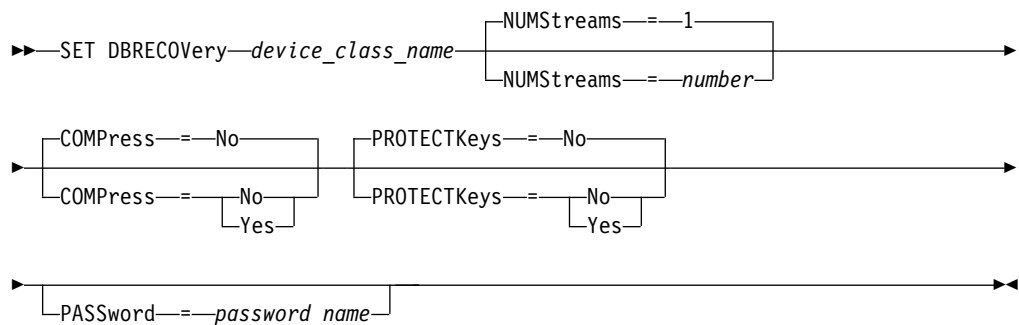 NUMStreams = 1
SET DBRECOVery device_class_name
NUMStreams = number
COMPress = No
PROTECTKeys = No
COMPress = No
PROTECTKeys = No
Yes
Yes
PASSword = password name